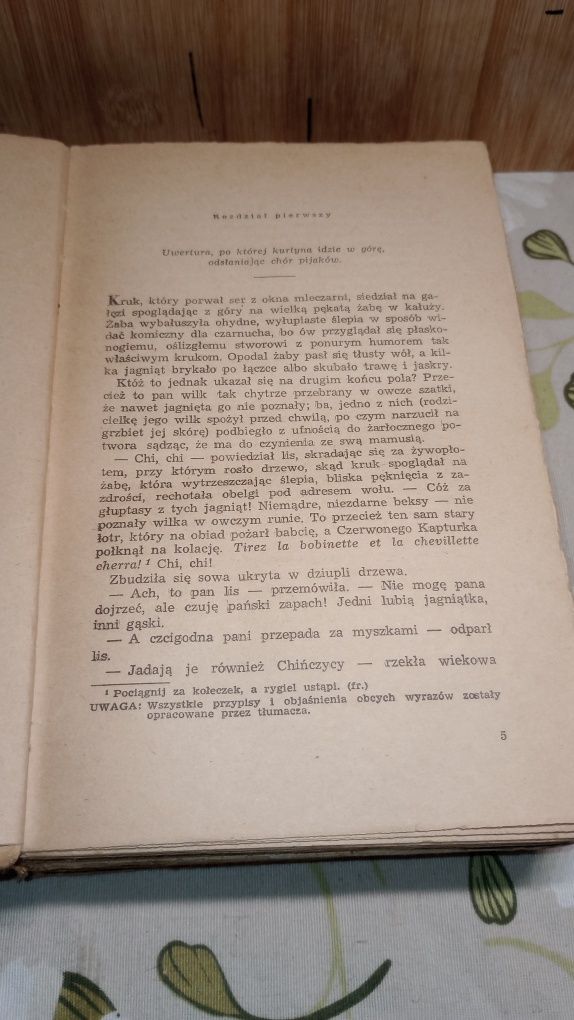 Rozdział pierwszy
Uwertura, po której kurtyna idzie w górę,
odsłaniając chór pijaków.
Kruk, który porwał ser z okna mleczarni, siedział na ga-
łęzi spoglądając z góry na wielką pękatą żabę w kałuży.
Żaba wybałuszyła ohydne, wyłupiaste ślepia w sposób wi-
dać komiczny dla czarnucha, bo ów przyglądał się płasko-
nogiemu, oślizgłemu stworowi z ponurym humorem tak
właściwym krukom. Opodal żaby pasł się tłusty wół, a kil-
ka jagniąt brykało po łączce albo skubało trawę i jaskry.
Któż to jednak ukazał się na drugim końcu pola? Prze-
cież to pan wilk tak chytrze przebrany w owcze szatki,
że nawet jagnięta go nie poznały; ba, jedno z nich (rodzi-
cielkę jego wilk spożył przed chwilą, po czym narzucił na
grzbiet jej skórę) podbiegło z ufnością do żarłocznego po-
twora sądząc, że ma do czynienia ze swą mamusią.
— Chi, chi — powiedział lis, skradając się za żywopło-
tem, przy którym rosło drzewo, skąd kruk spoglądał na
żabę, która wytrzeszczając ślepia, bliska pęknięcia z za-
zdrości, rechotała obelgi pod adresem wołu. — Cóż za
głuptasy z tych jagniąt! Niemądre, niezdarne beksy — nie
poznały wilka w owczym runie. To przecież ten sam stary
łotr, który na obiad pożarł babcię, a Czerwonego Kapturka
połknął na kolację. Tirez la bobinette et la chevillette
cherra! ¹ Chi, chi!
Zbudziła się sowa ukryta w dziupli drzewa.
— Ach, to pan lis — przemówiła. — Nie mogę pana
dojrzeć, ale czuję pański zapach! Jedni lubią jagniątka,
inni gąski.
— A czcigodna pani przepada za myszkami — odparł
lis.
— Jadają je również Chińczycy — rzekła wiekowa
¹ Pociągnij za kołeczek, a rygiel ustąpi. (fr.)
UWAGA: Wszystkie przypisy i objaśnienia obcych wyrazów zostały
opracowane przez tłumacza.
5